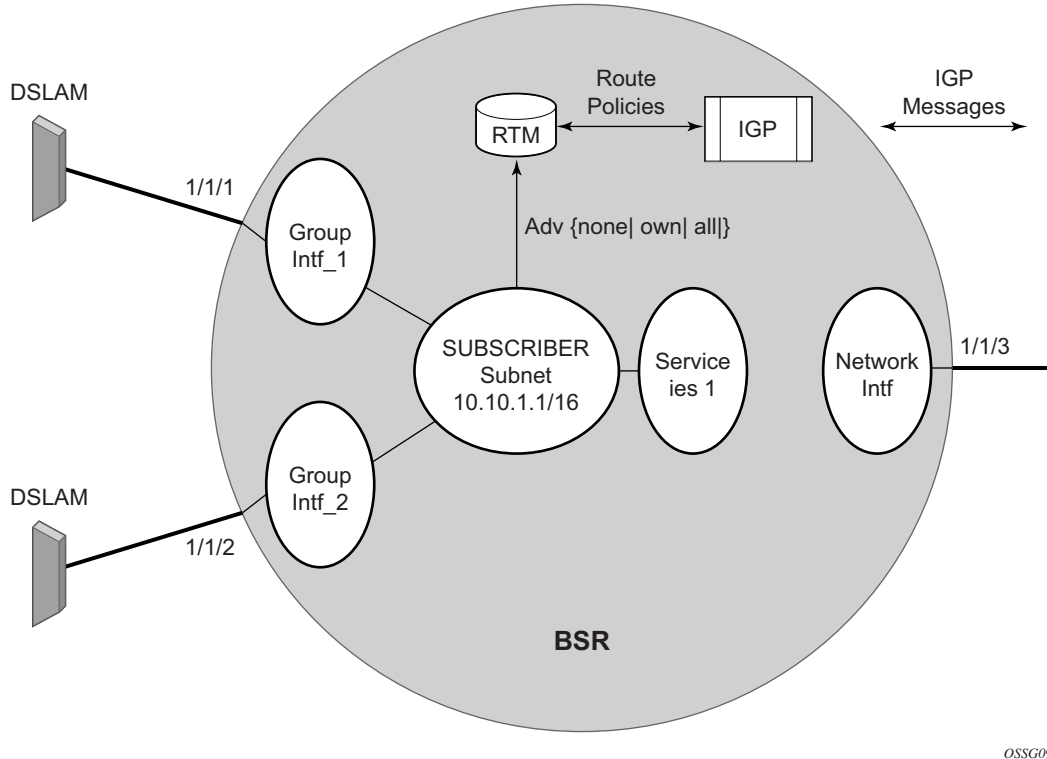 DSLAM
1/1/1
Group
Intf_1
RTM
Route
Policies
IGP
IGP
Messages
Adv {none| own| all|}
SUBSCRIBER
Subnet
10.10.1.1/16
Service
ies 1
Network
Intf
1/1/3
DSLAM
1/1/2
Group
Intf_2
BSR